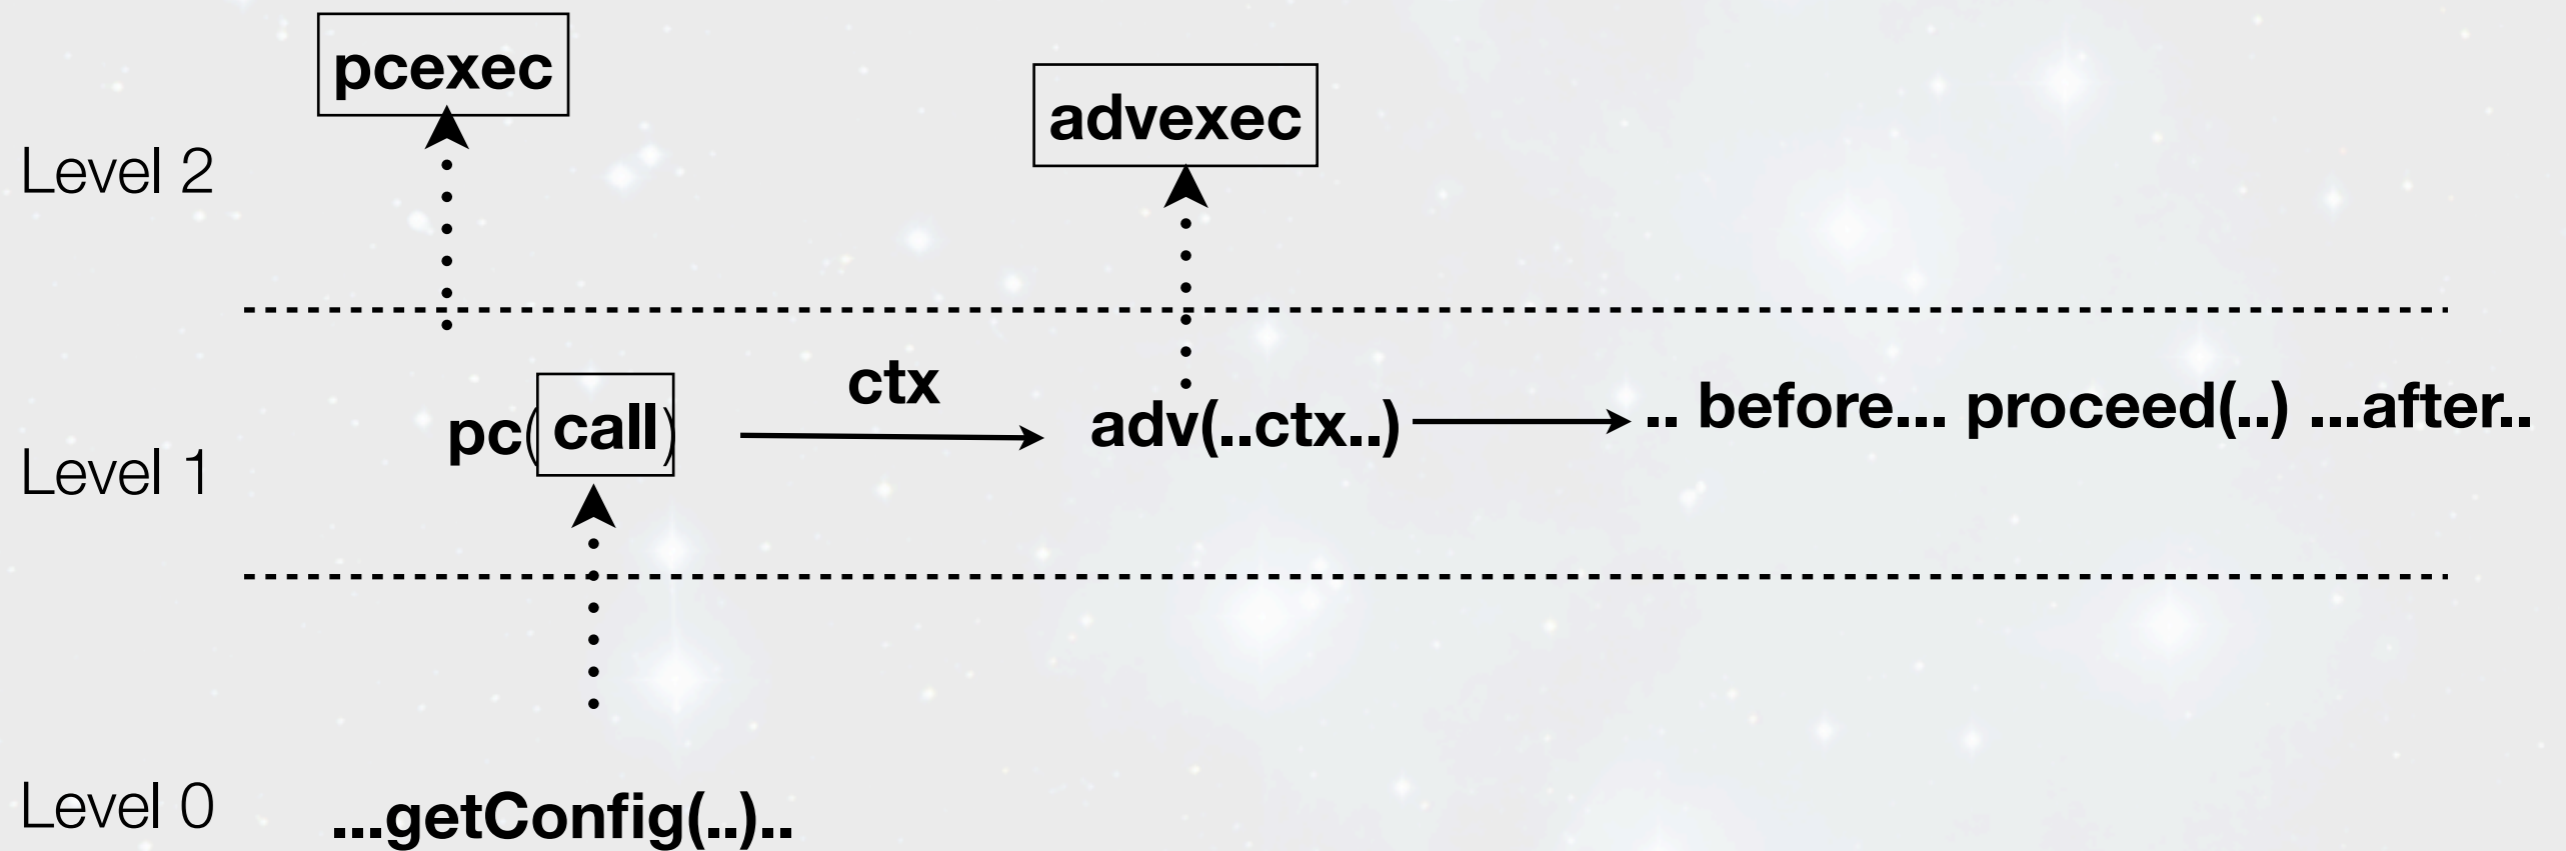 pcexec
advexec
Level 2
ctx
pc(call)
adv(..ctx..)
.. before... proceed(..) ...after..
Level 1
Level 0
...getConfig(..)..